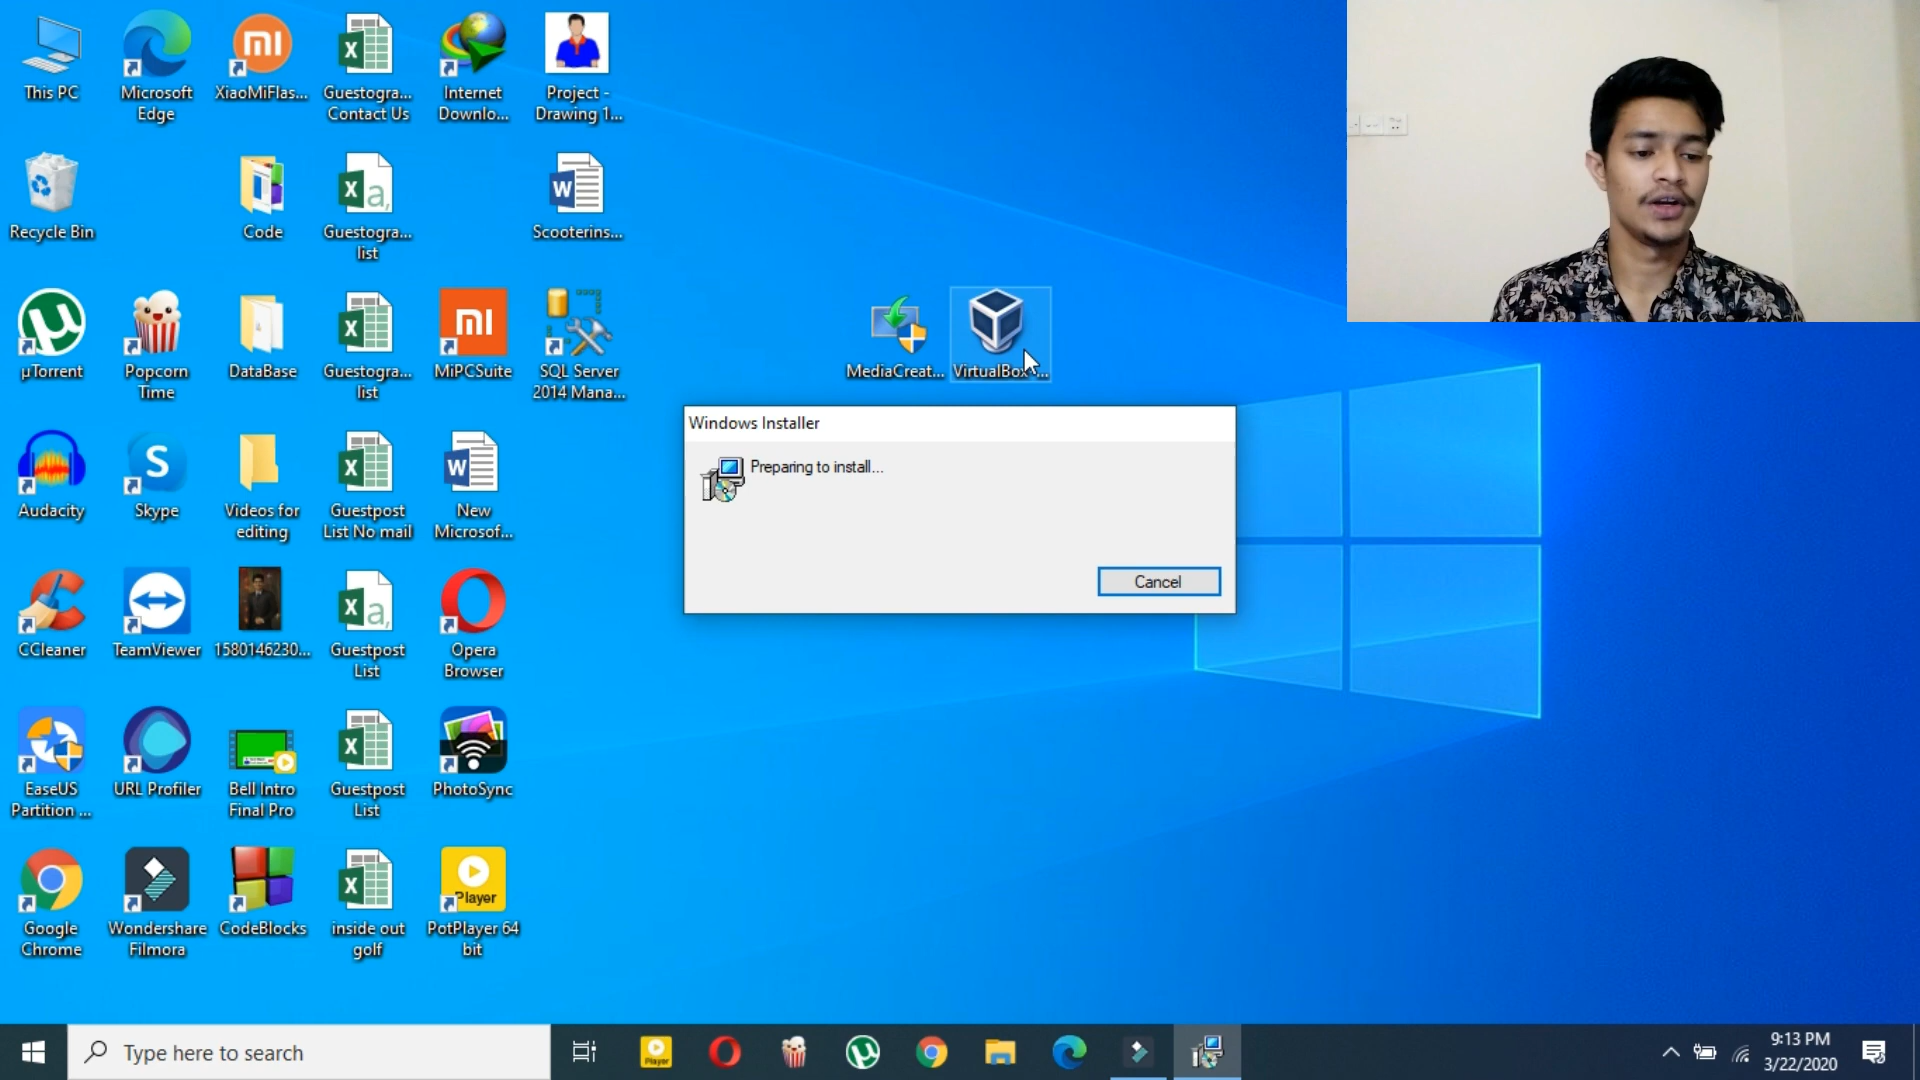 This PC
Microsoft
Edge
XiaoMiFlas...
Guestogra...
Contact Us
Internet
Downlo...
Project -
Drawing 1...
Recycle Bin
Code
Guestogra...
list
Scooterins...
µTorrent
Popcorn
Time
DataBase
Guestogra...
list
MiPCSuite
SQL Server
2014 Mana...
MediaCreat...
VirtualBox-...
Windows Installer
Preparing to install...
Cancel
Audacity
Skype
Videos for
editing
Guestpost
List No mail
New
Microsof...
CCleaner
TeamViewer
1580146230...
Guestpost
List
Opera
Browser
EaseUS
Partition ...
URL Profiler
Bell Intro
Final Pro
Guestpost
List
PhotoSync
Player
Google
Chrome
Wondershare
Filmora
CodeBlocks
inside out
golf
PotPlayer 64
bit
Type here to search
Player
9:13 PM
3/22/2020